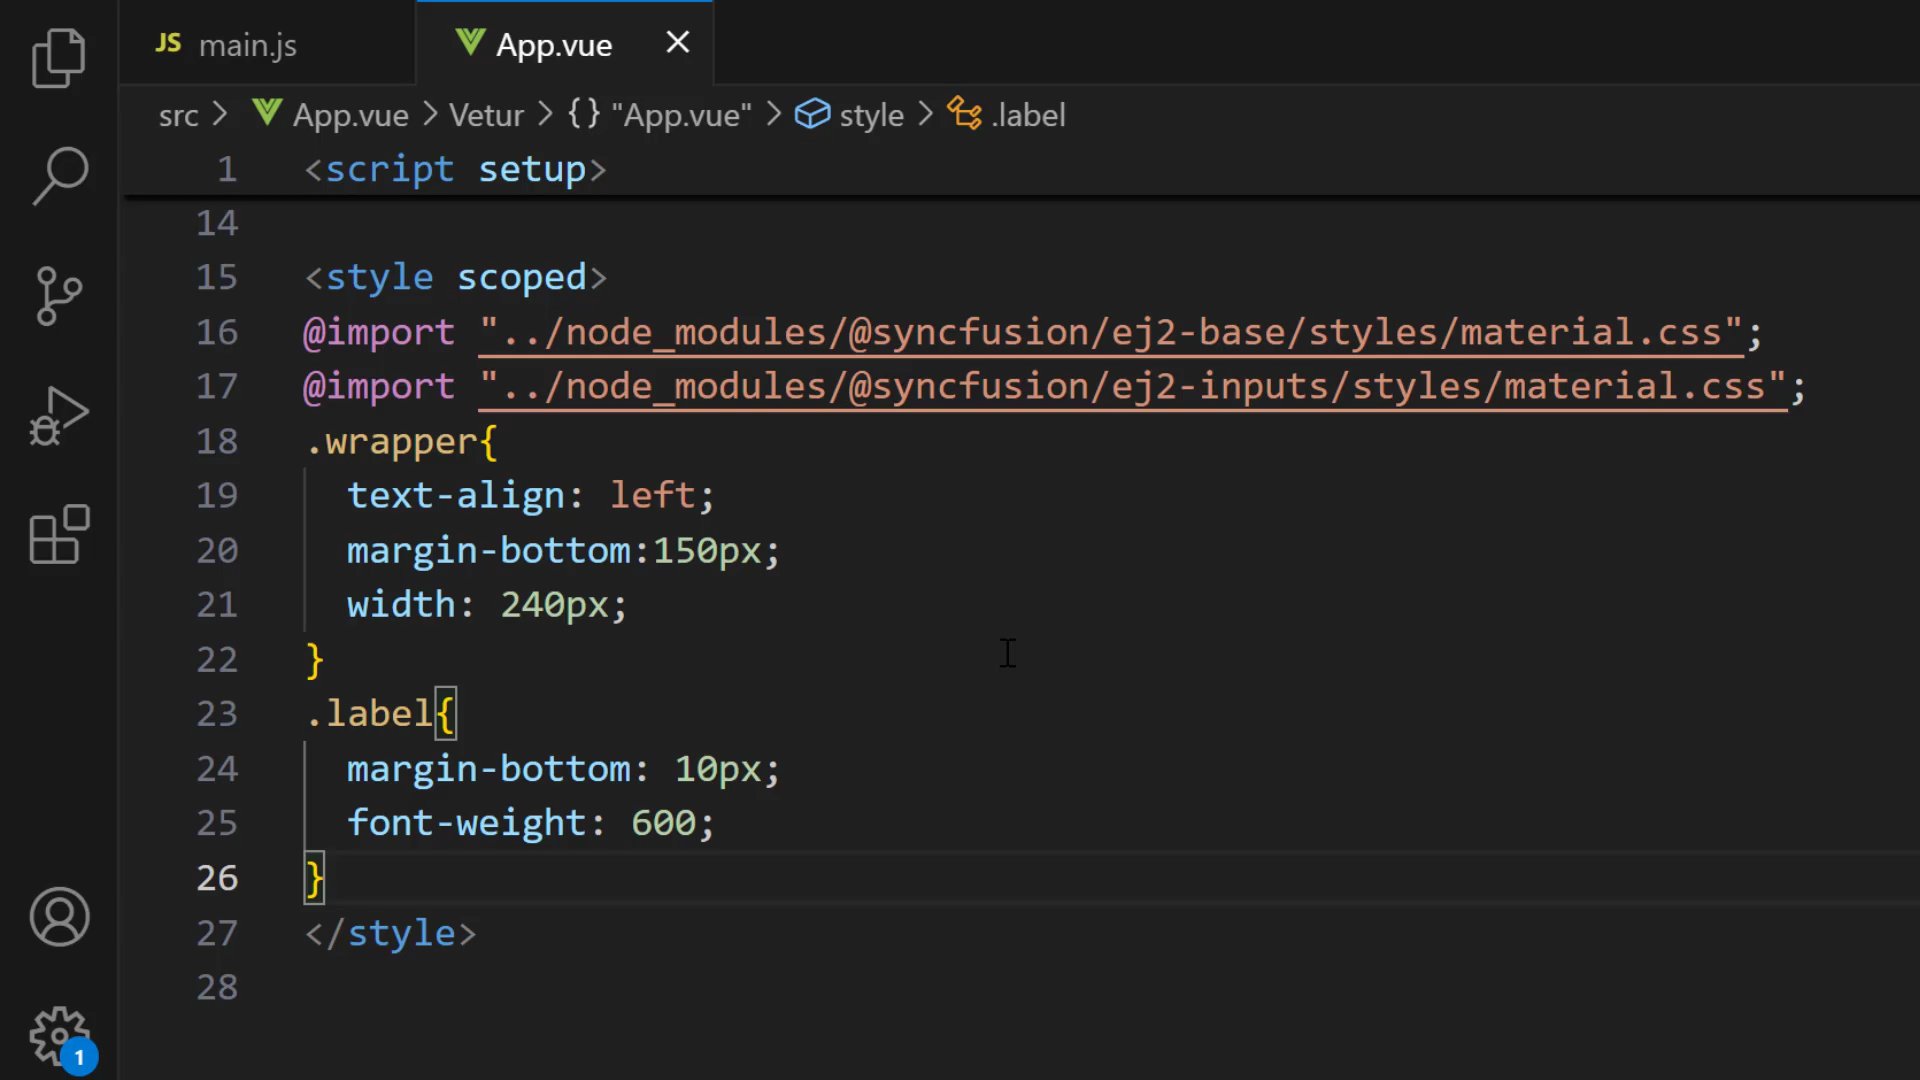 JS main.js
App.vue
src > App.vue > Vetur > {} "App.vue" > style > .label
1 <script setup>
14
15 <style scoped>
16 @import "../node_modules/@syncfusion/ej2-base/styles/material.css";
17 @import "../node_modules/@syncfusion/ej2-inputs/styles/material.css";
18 .wrapper{
19 text-align: left;
20 margin-bottom:150px;
21 width: 240px;
22 }
23 .label{
24 margin-bottom: 10px;
25 font-weight: 600;
26 }
27 </style>
28
1